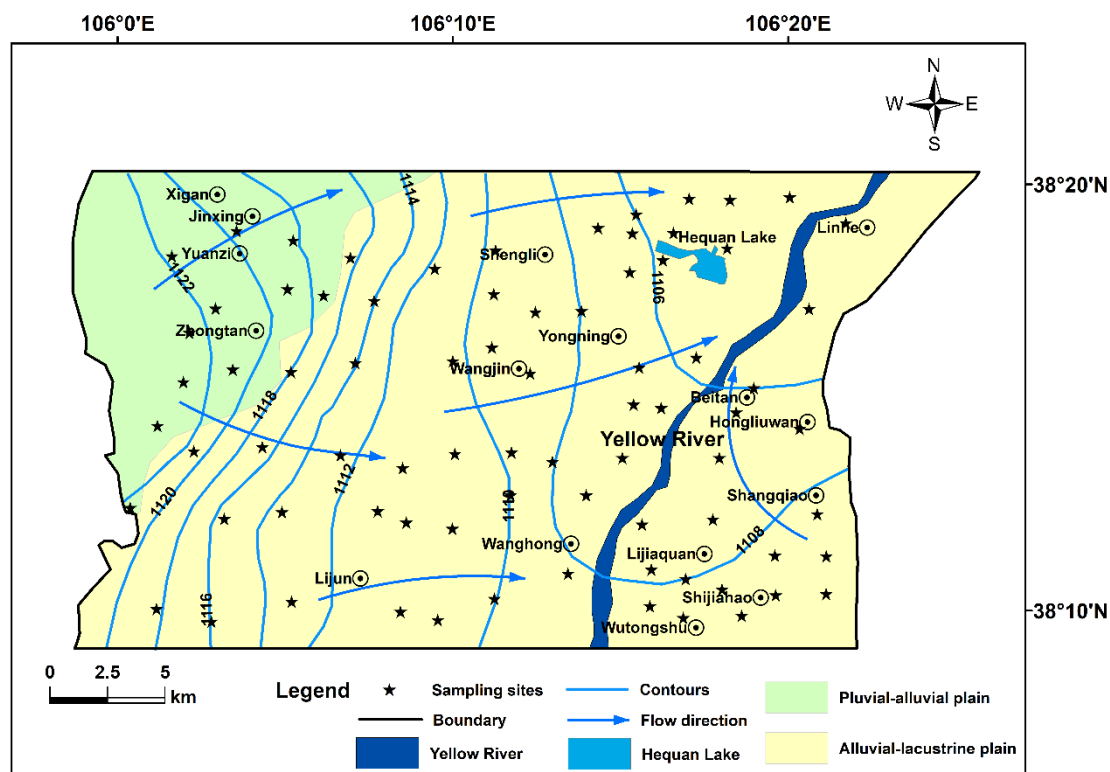 106°0'E 106°10'E 106°20'E
N
W E
S
38°20'N
38°10'N
Xigan
Jinxing
Yuanzi
Zhongtan
1114
1122
Shengli
Hequan Lake
Linhe
1106
Yongning
Wangjin
1118
Beitan
Hongliuwan
Yellow River
1112
1120
1110
Shangqiao
1108
Wanghong
Lijiaquan
Lijun
1116
Shijiahao
Wutongshu
0 2.5 5
km
Legend
Sampling sites
Contours
Pluvial-alluvial plain
Boundary
Flow direction
Yellow River
Hequan Lake
Alluvial-lacustrine plain